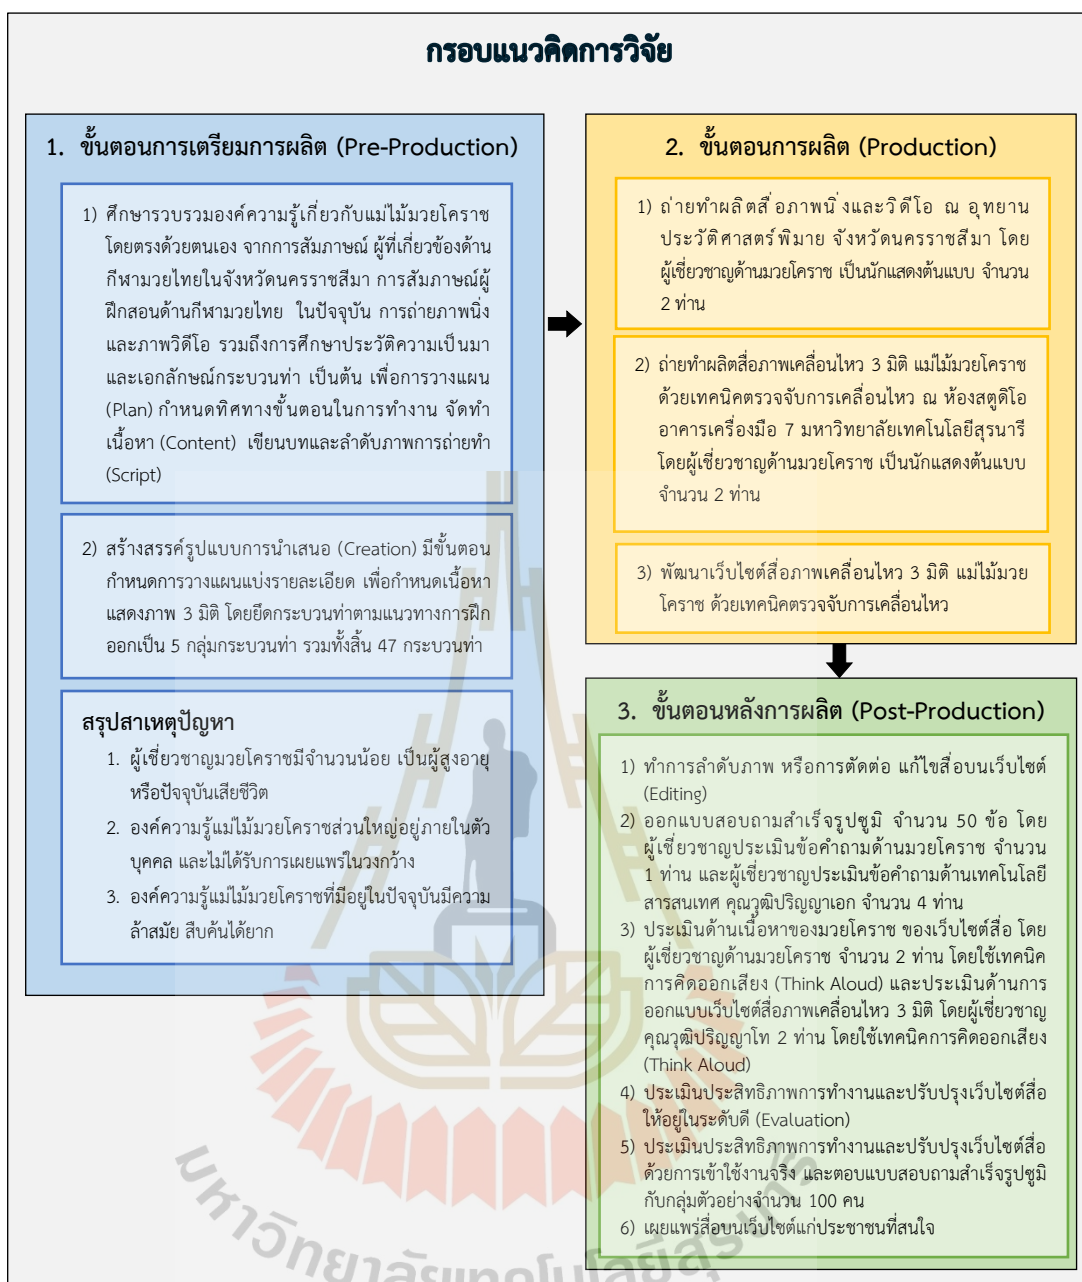 กรอบแนวคิดการวิจัย
1. ขั้นตอนการเตรียมการผลิต (Pre-Production)
1) ศึกษารวบรวมองค์ความรู้เกี่ยวกับแม่ไม้มวยโคราช
โดยตรงด้วยตนเอง จากการสัมภาษณ์ ผู้ที่เกี่ยวข้องด้าน
กีฬามวยไทยในจังหวัดนครราชสีมา การสัมภาษณ์ผู้
ฝึกสอนด้านกีฬามวยไทย ในปัจจุบัน การถ่ายภาพนิ่ง
และภาพวิดีโอ รวมถึงการศึกษาประวัติความเป็นมา
และเอกลักษณ์กระบวนท่า เป็นต้น เพื่อการวางแผน
(Plan) กำหนดทิศทางขั้นตอนในการทำงาน จัดทำ
เนื้อหา (Content) เขียนบทและลำดับภาพการถ่ายทำ
(Script)
2) สร้างสรรค์รูปแบบการนำเสนอ (Creation) มีขั้นตอน
กำหนดการวางแผนแบ่งรายละเอียด เพื่อกำหนดเนื้อหา
แสดงภาพ 3 มิติ โดยยึดกระบวนท่าตามแนวทางการฝึก
ออกเป็น 5 กลุ่มกระบวนท่า รวมทั้งสิ้น 47 กระบวนท่า
สรุปสาเหตุปัญหา
1. ผู้เชี่ยวชาญมวยโคราชมีจำนวนน้อย เป็นผู้สูงอายุ
หรือปัจจุบันเสียชีวิต
2. องค์ความรู้แม่ไม้มวยโคราชส่วนใหญ่อยู่ภายในตัว
บุคคล และไม่ได้รับการเผยแพร่ในวงกว้าง
3. องค์ความรู้แม่ไม้มวยโคราชที่มีอยู่ในปัจจุบันมีความ
ล้าสมัย สืบค้นได้ยาก
2. ขั้นตอนการผลิต (Production)
1) ถ่ายทำผลิตสื่อภาพนิ่งและวิดีโอ ณ อุทยาน
ประวัติศาสตร์พิมาย จังหวัดนครราชสีมา โดย
ผู้เชี่ยวชาญด้านมวยโคราช เป็นนักแสดงต้นแบบ จำนวน
2 ท่าน
2) ถ่ายทำผลิตสื่อภาพเคลื่อนไหว 3 มิติ แม่ไม้มวยโคราช
ด้วยเทคนิคตรวจจับการเคลื่อนไหว ณ ห้องสตูดิโอ
อาคารเครื่องมือ 7 มหาวิทยาลัยเทคโนโลยีสุรนารี
โดยผู้เชี่ยวชาญด้านมวยโคราช เป็นนักแสดงต้นแบบ
จำนวน 2 ท่าน
3) พัฒนาเว็บไซต์สื่อภาพเคลื่อนไหว 3 มิติ แม่ไม้มวย
โคราช ด้วยเทคนิคตรวจจับการเคลื่อนไหว
3. ขั้นตอนหลังการผลิต (Post-Production)
1) ทำการลำดับภาพ หรือการตัดต่อ แก้ไขสื่อบนเว็บไซต์
(Editing)
2) ออกแบบสอบถามสำเร็จรูปซูมิ จำนวน 50 ข้อ โดย
ผู้เชี่ยวชาญประเมินข้อคำถามด้านมวยโคราช จำนวน
1 ท่าน และผู้เชี่ยวชาญประเมินข้อคำถามด้านเทคโนโลยี
สารสนเทศ คุณวุฒิปริญญาเอก จำนวน 4 ท่าน
3) ประเมินด้านเนื้อหาของมวยโคราช ของเว็บไซต์สื่อ โดย
ผู้เชี่ยวชาญด้านมวยโคราช จำนวน 2 ท่าน โดยใช้เทคนิค
การคิดออกเสียง (Think Aloud) และประเมินด้านการ
ออกแบบเว็บไซต์สื่อภาพเคลื่อนไหว 3 มิติ โดยผู้เชี่ยวชาญ
คุณวุฒิปริญญาโท 2 ท่าน โดยใช้เทคนิคการคิดออกเสียง
(Think Aloud)
4) ประเมินประสิทธิภาพการทำงานและปรับปรุงเว็บไซต์สื่อ
ให้อยู่ในระดับดี (Evaluation)
5) ประเมินประสิทธิภาพการทำงานและปรับปรุงเว็บไซต์สื่อ
ด้วยการเข้าใช้งานจริง และตอบแบบสอบถามสำเร็จรูปซูมิ
กับกลุ่มตัวอย่างจำนวน 100 คน
6) เผยแพร่สื่อบนเว็บไซต์แก่ประชาชนที่สนใจ
มหาวิทยาลัยเทคโนโลยีสุรนารี